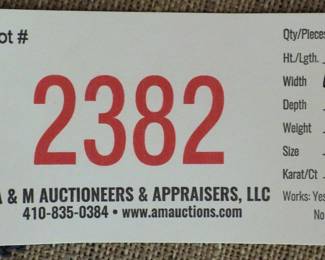 ot #
2382
A & M AUCTIONEERS & APPRAISERS, LLC
410-835-0384 • www.amauctions.com
Qty/Pieces
Ht./Lgth.
Width
Depth
Weight
Size
Karat/Ct
Works: Yes
No